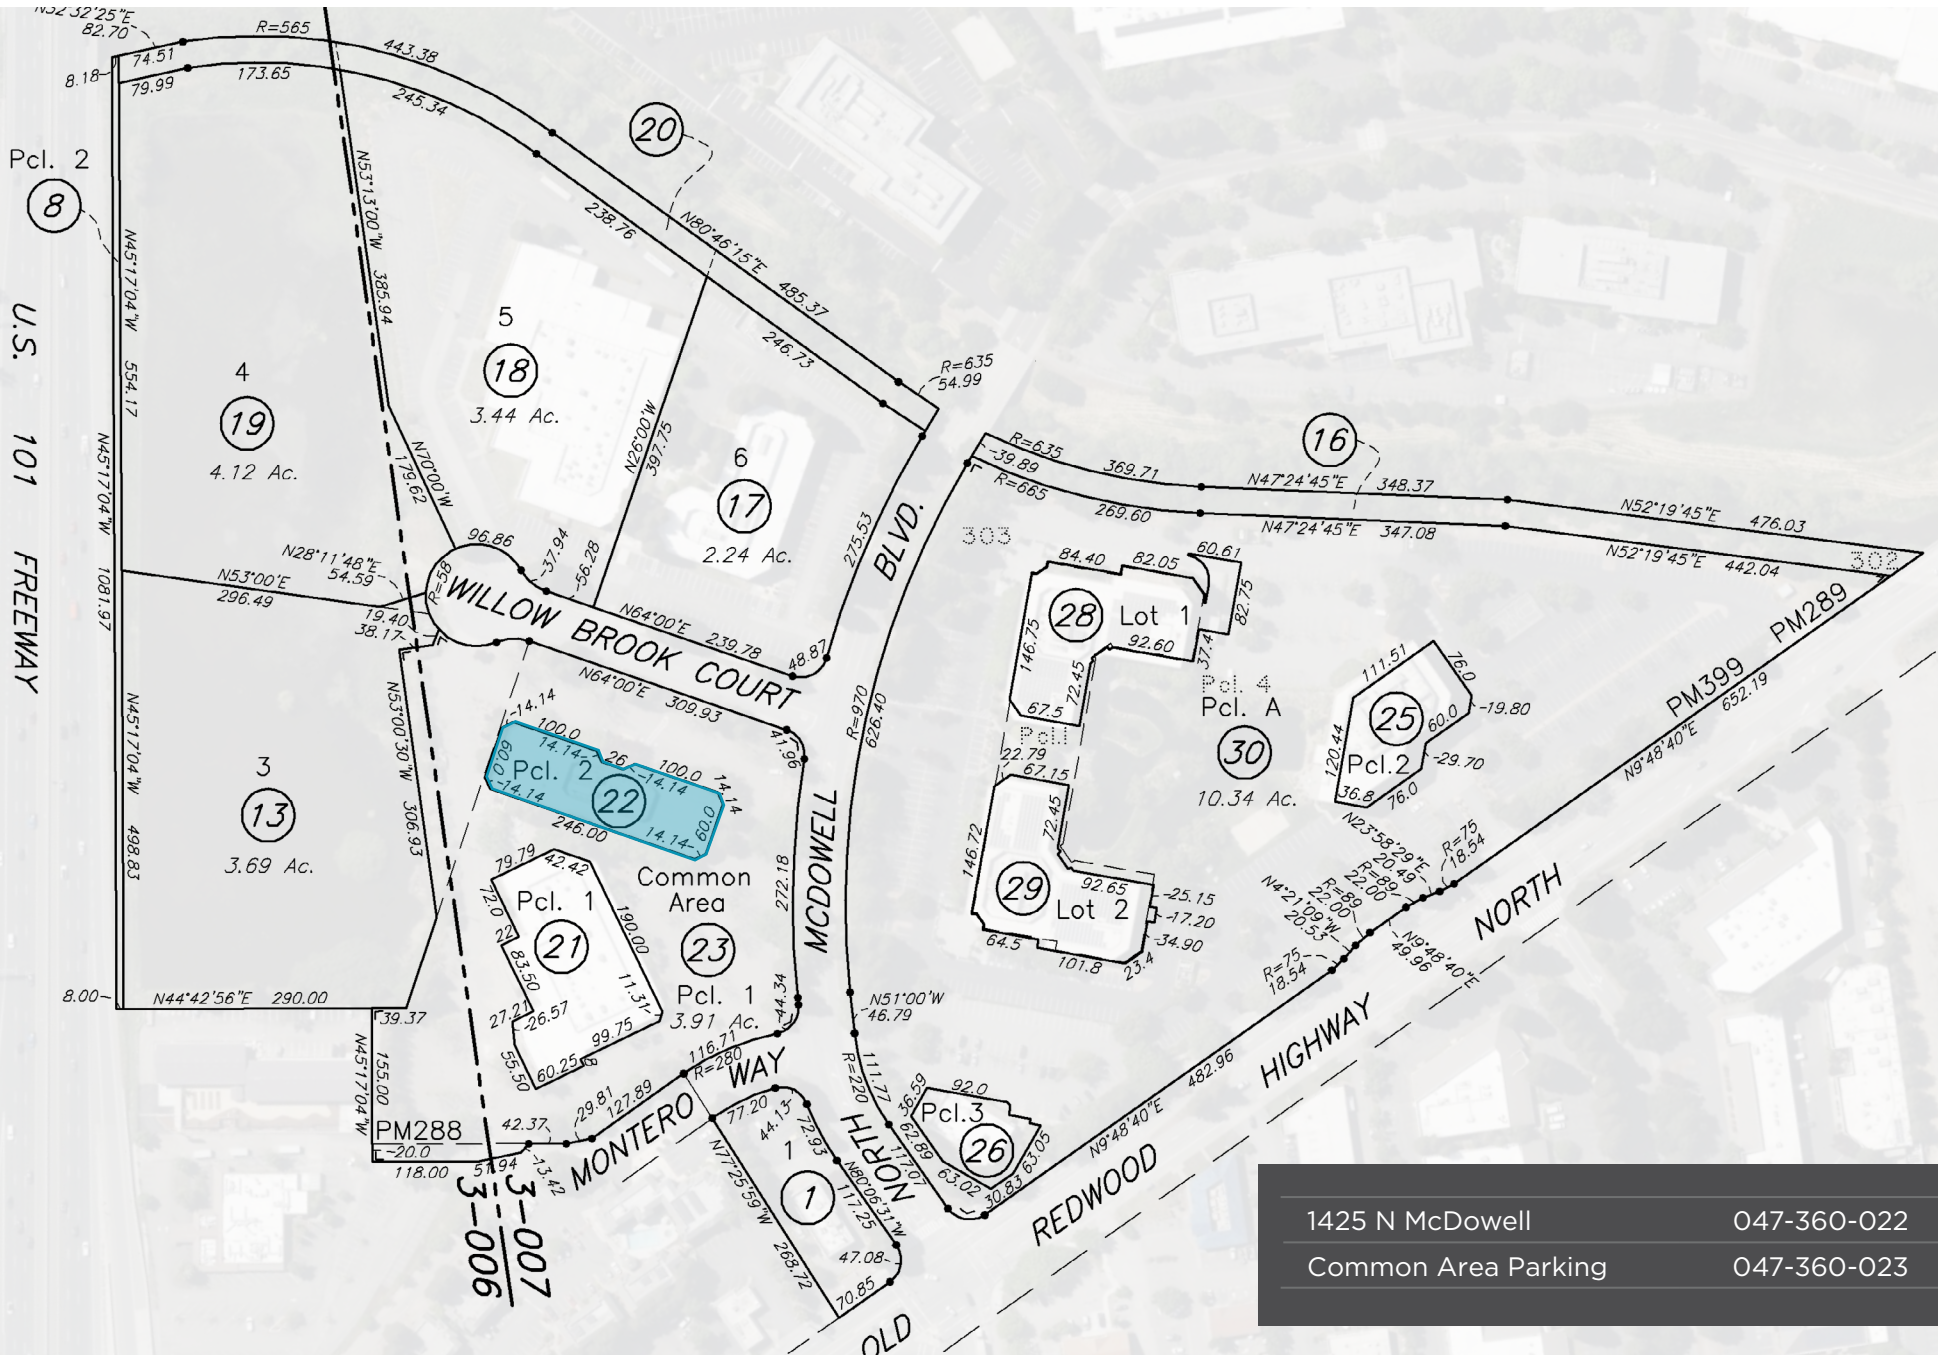 N52°32'25"E
82.70
74.51
8.18
79.99
R=565
443.38
173.65
245.34
20
Pcl. 2
8
N53°13'00"W 385.94
238.76
N80°46'15"E
485.37
N45°17'04"W 554.17
U.S. 101 FREEWAY
5
18
3.44 Ac.
246.73
R=635
54.99
4
19
4.12 Ac.
N26°00'W
397.75
6
17
2.24 Ac.
N70°00'W
179.62
N45°17'04"W 1081.97
275.53
BLVD.
R=635
39.89
369.71
R=665
269.60
16
N47°24'45"E 348.37
N47°24'45"E 347.08
N52°19'45"E 476.03
N52°19'45"E 442.04
303
302
96.86
37.94
56.28
N28°11'48"E
54.59
N53°00'E
296.49
R=58
19.40
38.17
WILLOW BROOK COURT
N64°00'E 239.78
48.87
N64°00'E 309.93
41.96
84.40
82.05
60.61
82.75
28
Lot 1
92.60
37.4
146.75
72.45
67.5
PM289
PM399
652.19
N9°48'40"E
Pcl. 4
Pcl. A
30
10.34 Ac.
111.51
76.0
19.80
25
60.0
Pcl.2
29.70
120.44
36.8
76.0
N53°00'30"W 306.93
N45°17'04"W 498.83
14.14
100.0
14.14
26
60.0
Pcl. 2
14.14
100.0
14.14
14.14
22
246.00
14.14
60.0
R=970
626.40
Pcl.1
22.79
67.15
72.45
146.72
3
13
3.69 Ac.
MCDOWELL
272.18
79.79
42.42
72.0
Pcl. 1
21
190.00
22
83.50
11.31
27.21
26.57
99.75
55.50
60.25
8
Common
Area
23
Pcl. 1
3.91 Ac.
29
Lot 2
92.65
25.15
17.20
34.90
64.5
101.8
23.4
N23°58'29"E
20.49
R=75
18.54
R=89
22.00
R=89
22.00
N4°21'09"W
20.53
R=75
18.54
N9°48'40"E
49.96
8.00
N44°42'56"E 290.00
39.37
44.34
N51°00'W
46.79
116.71
R=280
N45°17'04"W
155.00
PM288
20.0
118.00
51.94
42.37
13.42
29.81
127.89
MONTERO WAY
77.20
44.13
72.93
1
1
N77°25'59"W
268.72
N80°06'31"W
117.25
47.08
70.85
111.77
R=220
62.89
117.07
NORTH
36.59
92.0
Pcl.3
26
63.05
63.02
30.83
482.96
N9°48'40"E
OLD REDWOOD HIGHWAY NORTH
3-007
3-006
1425 N McDowell 047-360-022
Common Area Parking 047-360-023